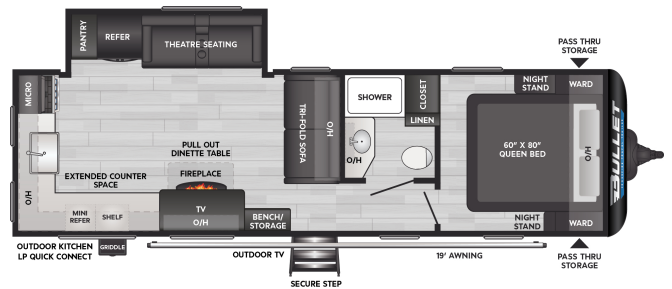 PANTRY
REFER
THEATRE SEATING
PASS THRU
STORAGE
MICRO
TRI-FOLD SOFA
O/H
SHOWER
CLOSET
LINEN
NIGHT
STAND
WARD
O/H
60" X 80"
QUEEN BED
O/H
BULLET
PULL OUT
DINETTE TABLE
FIREPLACE
EXTENDED COUNTER
SPACE
O/H
MINI
REFER
SHELF
TV
O/H
BENCH/
STORAGE
NIGHT
STAND
WARD
OUTDOOR KITCHEN
LP QUICK CONNECT
GRIDDLE
OUTDOOR TV
19' AWNING
SECURE STEP
PASS THRU
STORAGE